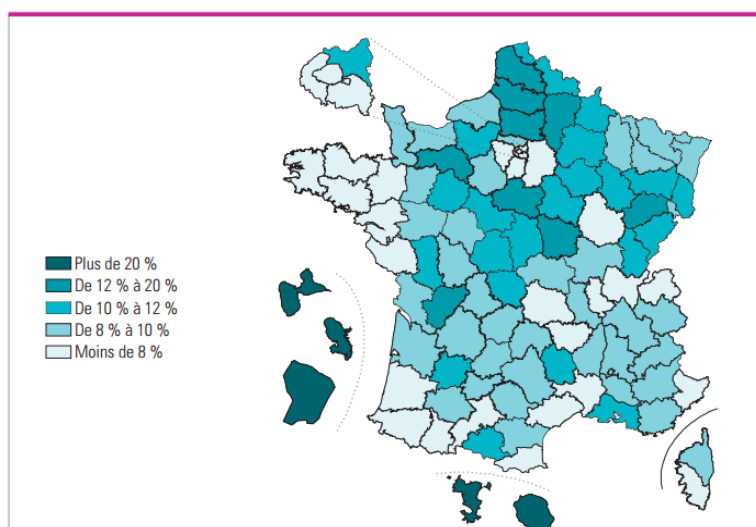 Plus de 20 %
De 12 % à 20 %
De 10 % à 12 %
De 8 % à 10 %
Moins de 8 %